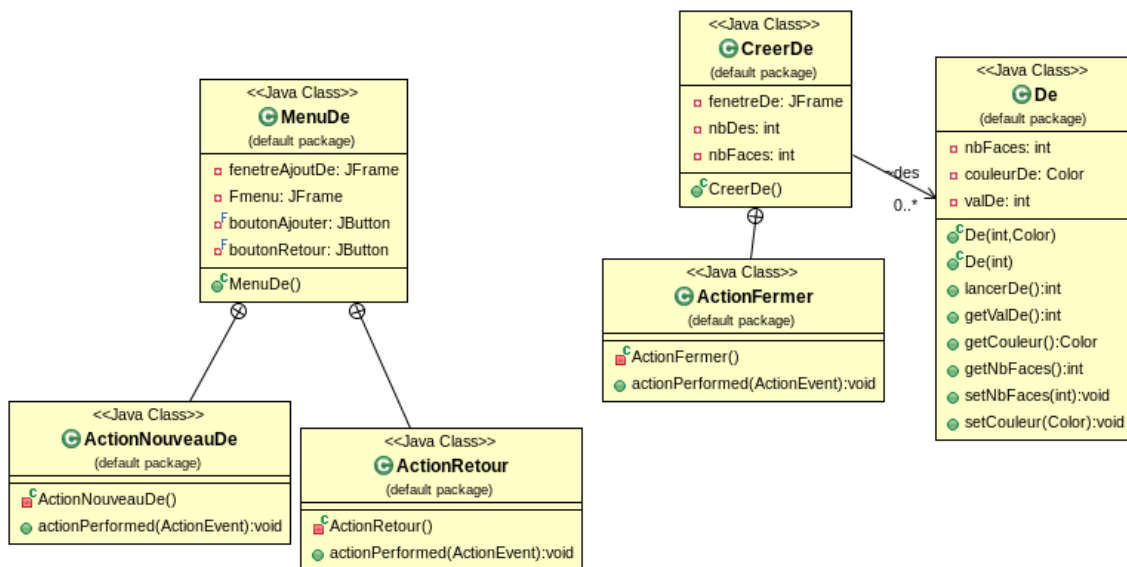 <<Java Class>>
MenuDe
(default package)
fenetreAjoutDe: JFrame
Fmenu: JFrame
F boutonAjouter: JButton
F boutonRetour: JButton
C MenuDe()
<<Java Class>>
ActionNouveauDe
(default package)
C ActionNouveauDe()
actionPerformed(ActionEvent):void
<<Java Class>>
ActionRetour
(default package)
C ActionRetour()
actionPerformed(ActionEvent):void
<<Java Class>>
CreerDe
(default package)
fenetreDe: JFrame
nbDes: int
nbFaces: int
C CreerDe()
<<Java Class>>
ActionFermer
(default package)
C ActionFermer()
actionPerformed(ActionEvent):void
~des
0..*
<<Java Class>>
De
(default package)
nbFaces: int
couleurDe: Color
valDe: int
C De(int,Color)
C De(int)
lancerDe():int
getValDe():int
getCouleur():Color
getNbFaces():int
setNbFaces(int):void
setCouleur(Color):void